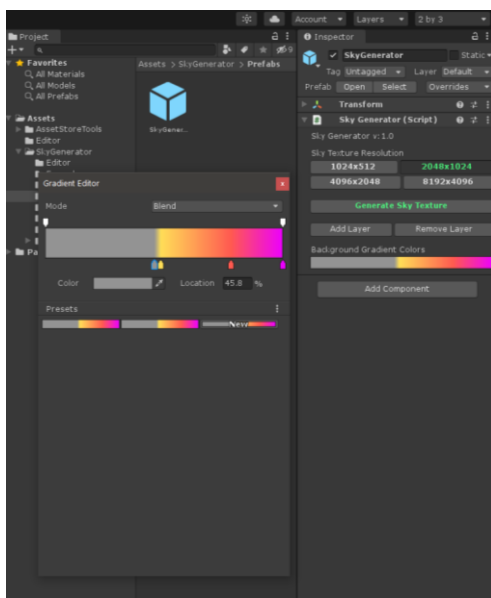 Account Layers 2 by 3
Project
9
Favorites
All Materials
All Models
All Prefabs
Assets
AssetStoreTools
Editor
SkyGenerator
Editor
Pa
Assets > SkyGenerator > Prefabs
SkyGener...
Gradient Editor
x
Mode Blend
Color Location 45.8 %
Presets
New
Inspector
SkyGenerator Static
Tag Untagged Layer Default
Prefab Open Select Overrides
Transform
# Sky Generator (Script)
Sky Generator v:1.0
Sky Texture Resolution
1024x512 2048x1024
4096x2048 8192x4096
Generate Sky Texture
Add Layer Remove Layer
Background Gradient Colors
Add Component